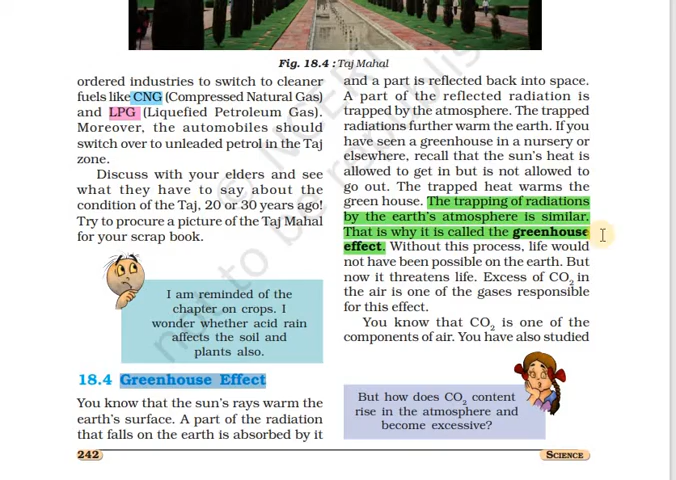 Fig. 18.4 : Taj Mahal
ordered industries to switch to cleaner
fuels like CNG (Compressed Natural Gas)
and LPG (Liquefied Petroleum Gas).
Moreover, the automobiles should
switch over to unleaded petrol in the Taj
zone.
Discuss with your elders and see
what they have to say about the
condition of the Taj, 20 or 30 years ago!
Try to procure a picture of the Taj Mahal
for your scrap book.
I am reminded of the
chapter on crops. I
wonder whether acid rain
affects the soil and
plants also.
18.4 Greenhouse Effect
You know that the sun's rays warm the
earth's surface. A part of the radiation
that falls on the earth is absorbed by it
and a part is reflected back into space.
A part of the reflected radiation is
trapped by the atmosphere. The trapped
radiations further warm the earth. If you
have seen a greenhouse in a nursery or
elsewhere, recall that the sun's heat is
allowed to get in but is not allowed to
go out. The trapped heat warms the
green house. The trapping of radiations
by the earth's atmosphere is similar.
That is why it is called the greenhouse
effect. Without this process, life would
not have been possible on the earth. But
now it threatens life. Excess of CO₂ in
the air is one of the gases responsible
for this effect.
You know that CO₂ is one of the
components of air. You have also studied
But how does CO₂ content
rise in the atmosphere and
become excessive?
242
SCIENCE
© NCERT
not to be republished